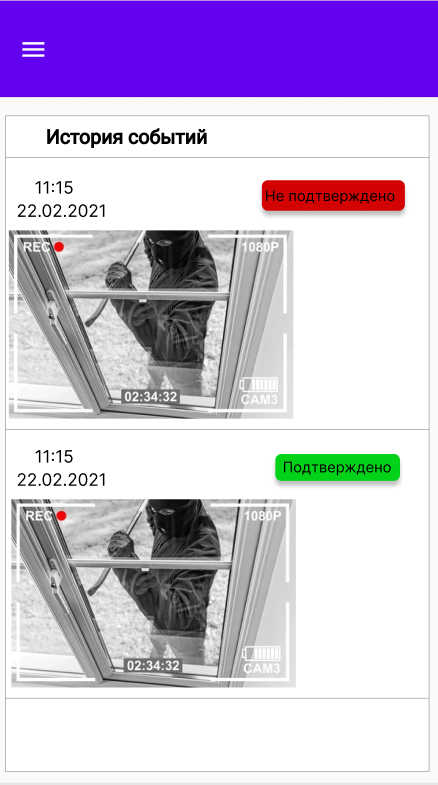 История событий
11:15
22.02.2021
Не подтверждено
REC
1080P
02:34:32
CAM3
11:15
22.02.2021
Подтверждено
REC
1080P
02:34:32
CAM3